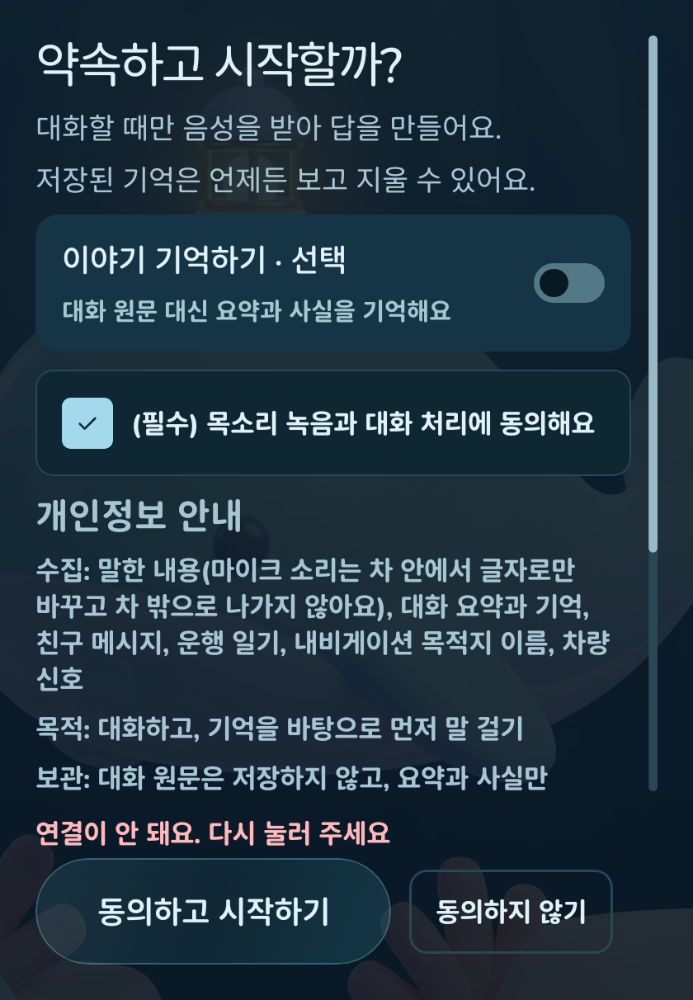 약속하고 시작할까?
대화할 때만 음성을 받아 답을 만들어요.
저장된 기억은 언제든 보고 지울 수 있어요.
이야기 기억하기 · 선택
대화 원문 대신 요약과 사실을 기억해요
(필수) 목소리 녹음과 대화 처리에 동의해요
개인정보 안내
수집: 말한 내용(마이크 소리는 차 안에서 글자로만
바꾸고 차 밖으로 나가지 않아요), 대화 요약과 기억,
친구 메시지, 운행 일기, 내비게이션 목적지 이름, 차량
신호
목적: 대화하고, 기억을 바탕으로 먼저 말 걸기
보관: 대화 원문은 저장하지 않고, 요약과 사실만
연결이 안 돼요. 다시 눌러 주세요
동의하고 시작하기
동의하지 않기